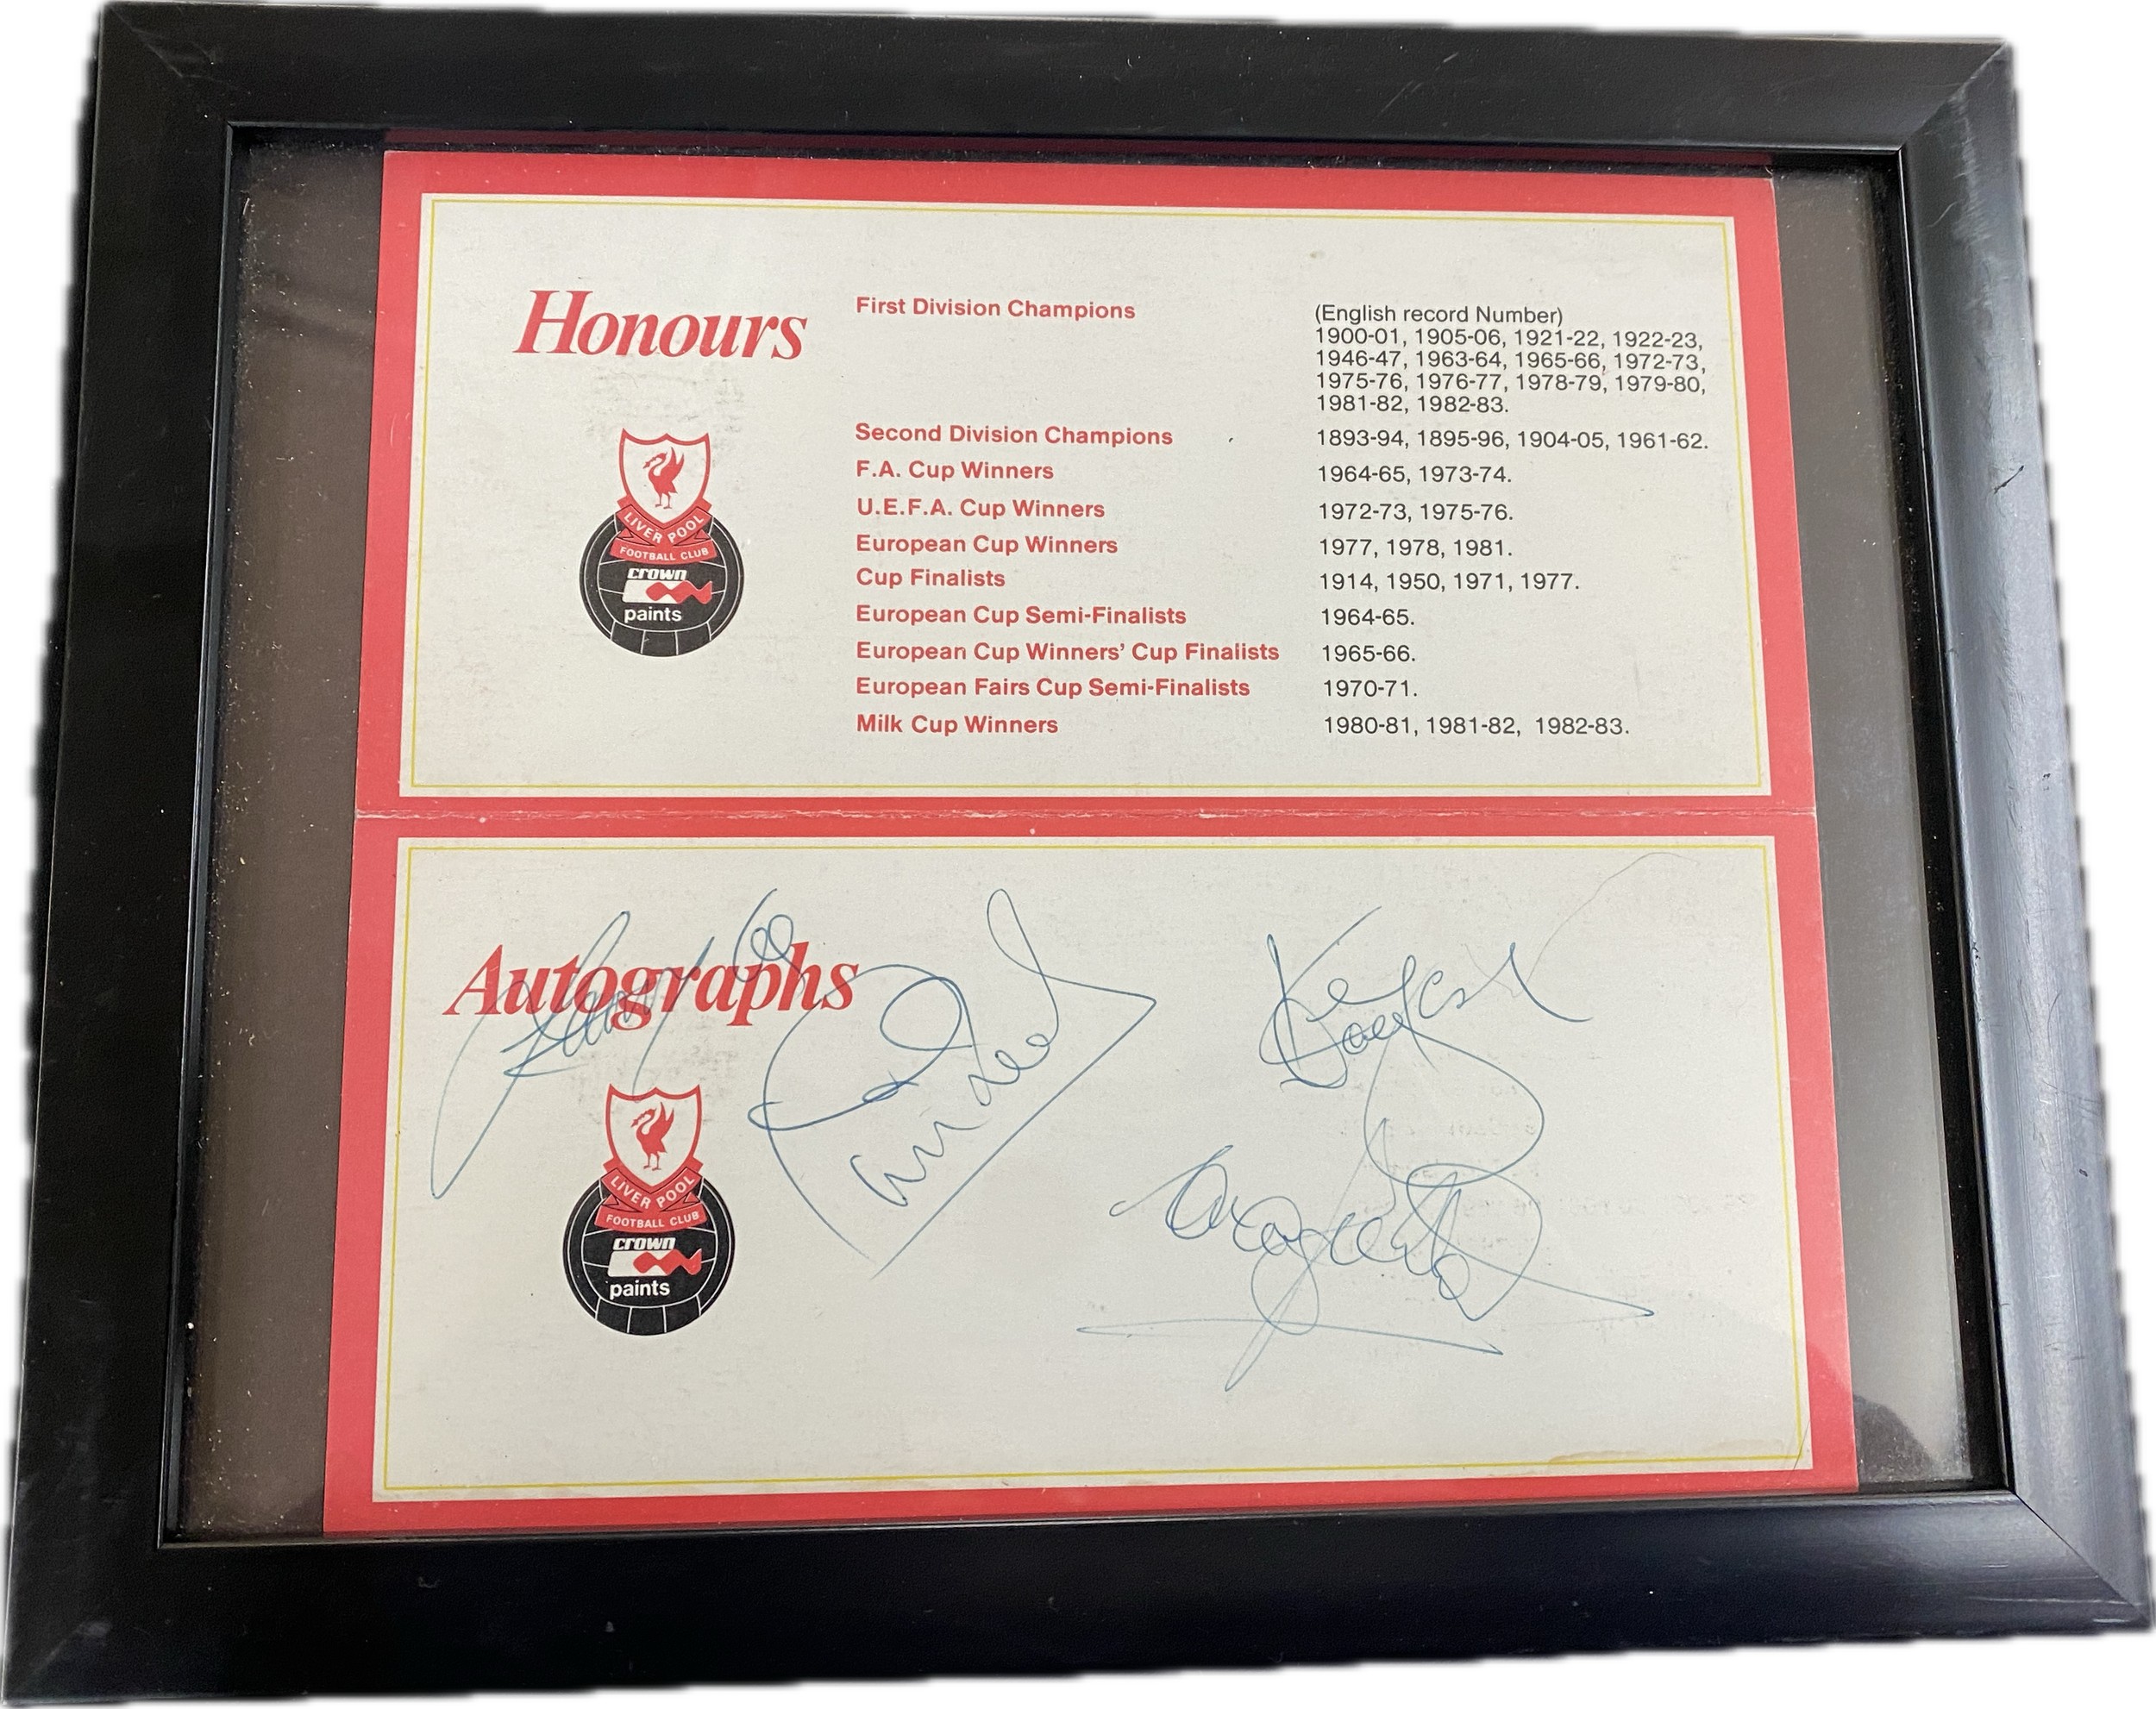 Honours
First Division Champions
(English record Number)
1900-01, 1905-06, 1921-22, 1922-23,
1946-47, 1963-64, 1965-66, 1972-73,
1975-76, 1976-77, 1978-79, 1979-80,
1981-82, 1982-83.
Second Division Champions 1893-94, 1895-96, 1904-05, 1961-62.
F.A. Cup Winners 1964-65, 1973-74.
U.E.F.A. Cup Winners 1972-73, 1975-76.
European Cup Winners 1977, 1978, 1981.
Cup Finalists 1914, 1950, 1971, 1977.
European Cup Semi-Finalists 1964-65.
European Cup Winners' Cup Finalists 1965-66.
European Fairs Cup Semi-Finalists 1970-71.
Milk Cup Winners 1980-81, 1981-82, 1982-83.
LIVERPOOL
FOOTBALL CLUB
crown
paints
Autographs
LIVERPOOL
FOOTBALL CLUB
crown
paints